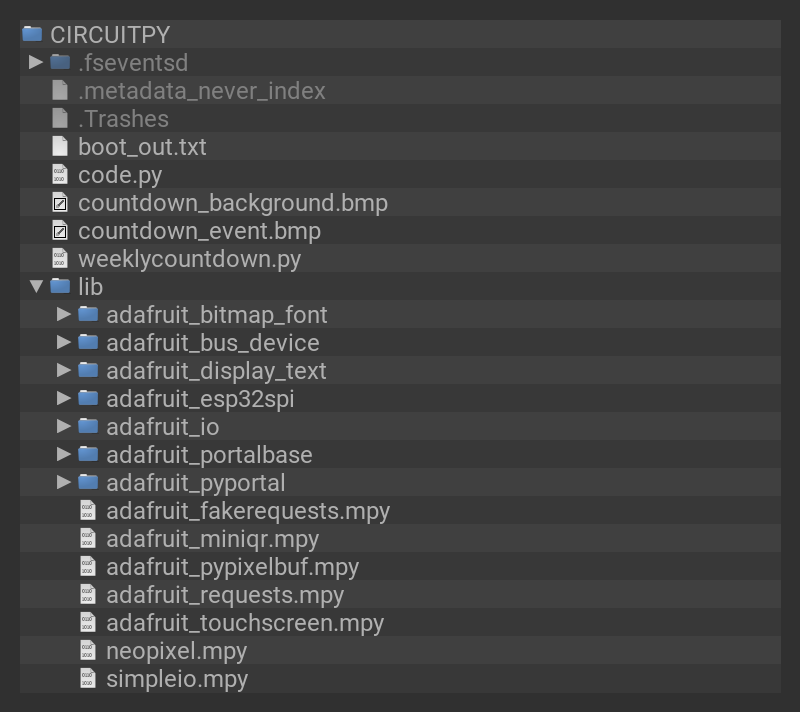 CIRCUITPY
.fseventsd
.metadata_never_index
.Trashes
boot_out.txt
code.py
countdown_background.bmp
countdown_event.bmp
weeklycountdown.py
lib
adafruit_bitmap_font
adafruit_bus_device
adafruit_display_text
adafruit_esp32spi
adafruit_io
adafruit_portalbase
adafruit_pyportal
adafruit_fakerequests.mpy
adafruit_miniqr.mpy
adafruit_pypixelbuf.mpy
adafruit_requests.mpy
adafruit_touchscreen.mpy
neopixel.mpy
simpleio.mpy